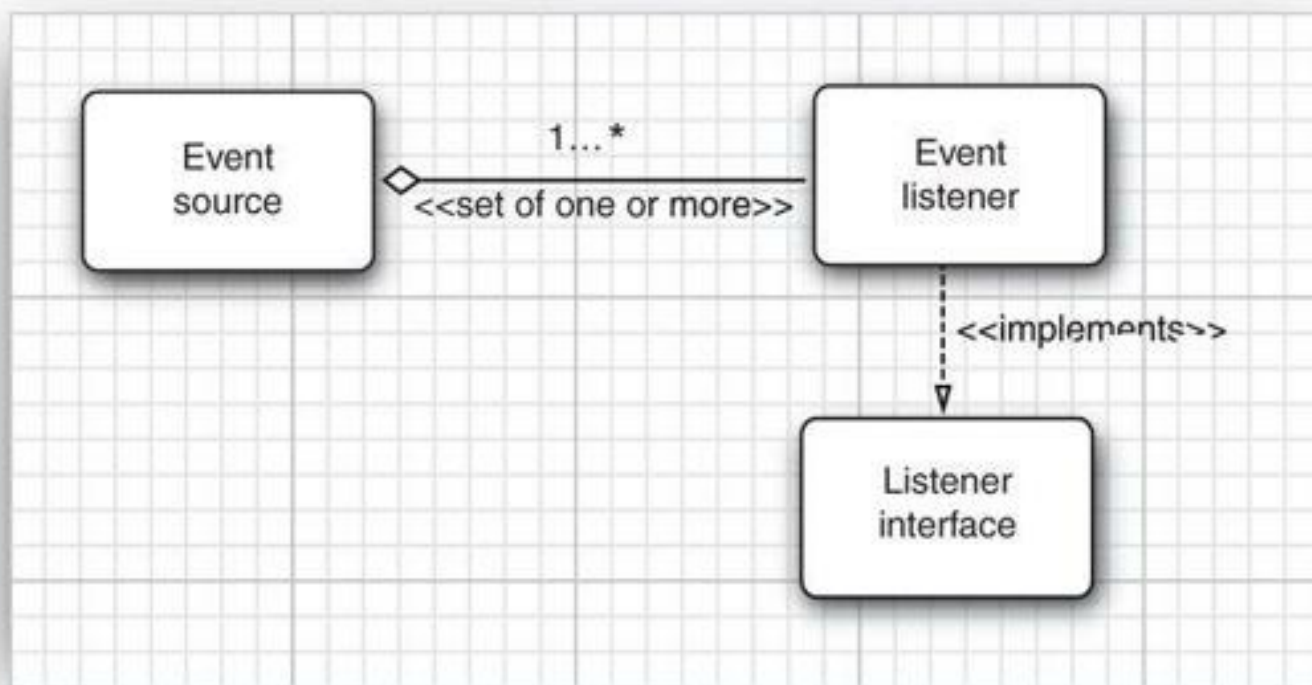 Event
source
1...*
<<set of one or more>>
Event
listener
<<implements>>
Listener
interface